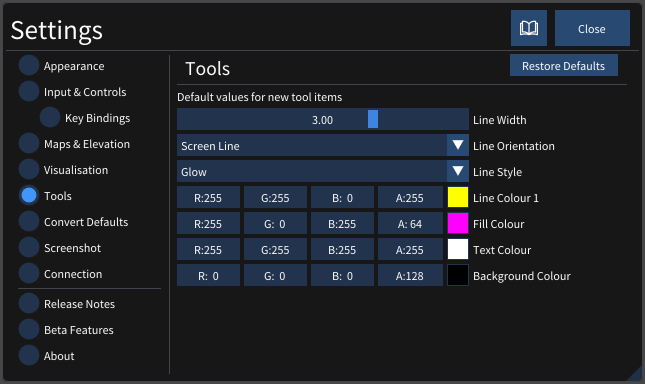 Settings
Close
Appearance
Input & Controls
Key Bindings
Maps & Elevation
Visualisation
Tools
Convert Defaults
Screenshot
Connection
Release Notes
Beta Features
About
Tools
Restore Defaults
Default values for new tool items
3.00 Line Width
Screen Line Line Orientation
Glow Line Style
R:255 G:255 B: 0 A:255 Line Colour 1
R:255 G: 0 B:255 A: 64 Fill Colour
R:255 G:255 B:255 A:255 Text Colour
R: 0 G: 0 B: 0 A:128 Background Colour